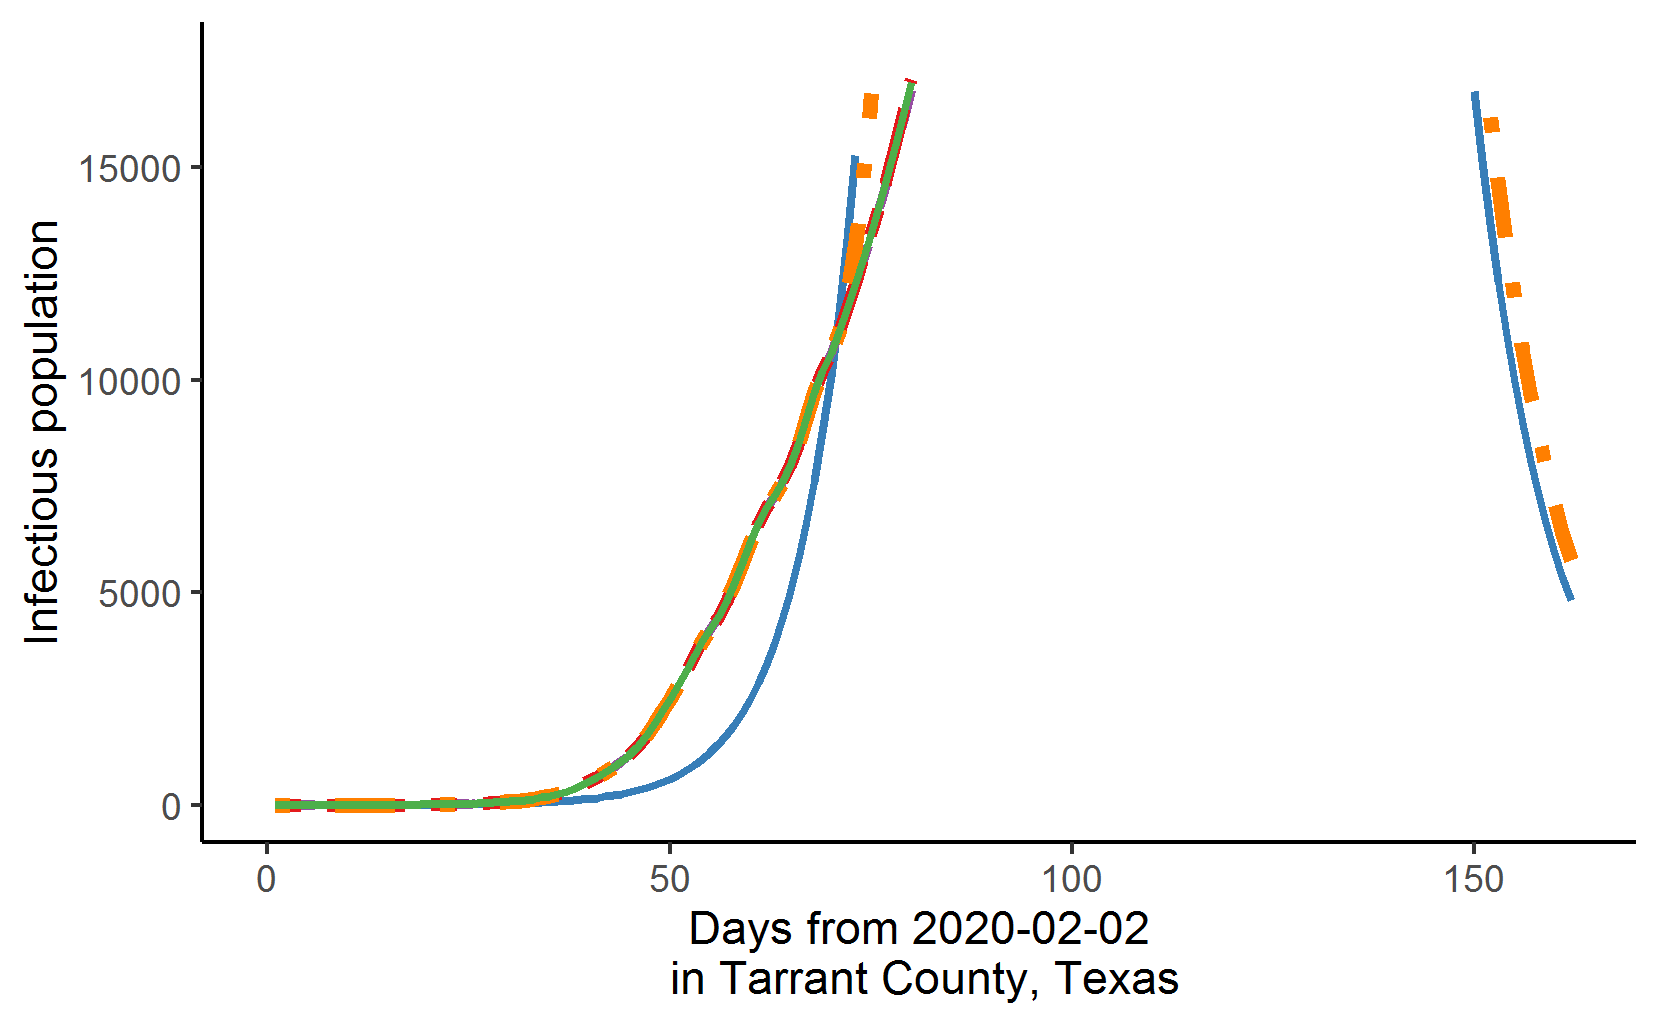 Infectious population
15000
10000
5000
0
0 50 100 150
Days from 2020-02-02
in Tarrant County, Texas